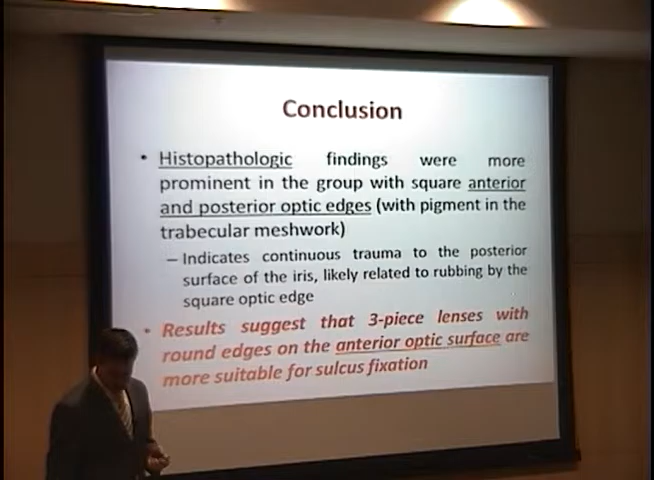 Conclusion
• Histopathologic findings were more
prominent in the group with square anterior
and posterior optic edges (with pigment in the
trabecular meshwork)
– Indicates continuous trauma to the posterior
surface of the iris, likely related to rubbing by the
square optic edge
• Results suggest that 3-piece lenses with
round edges on the anterior optic surface are
more suitable for sulcus fixation